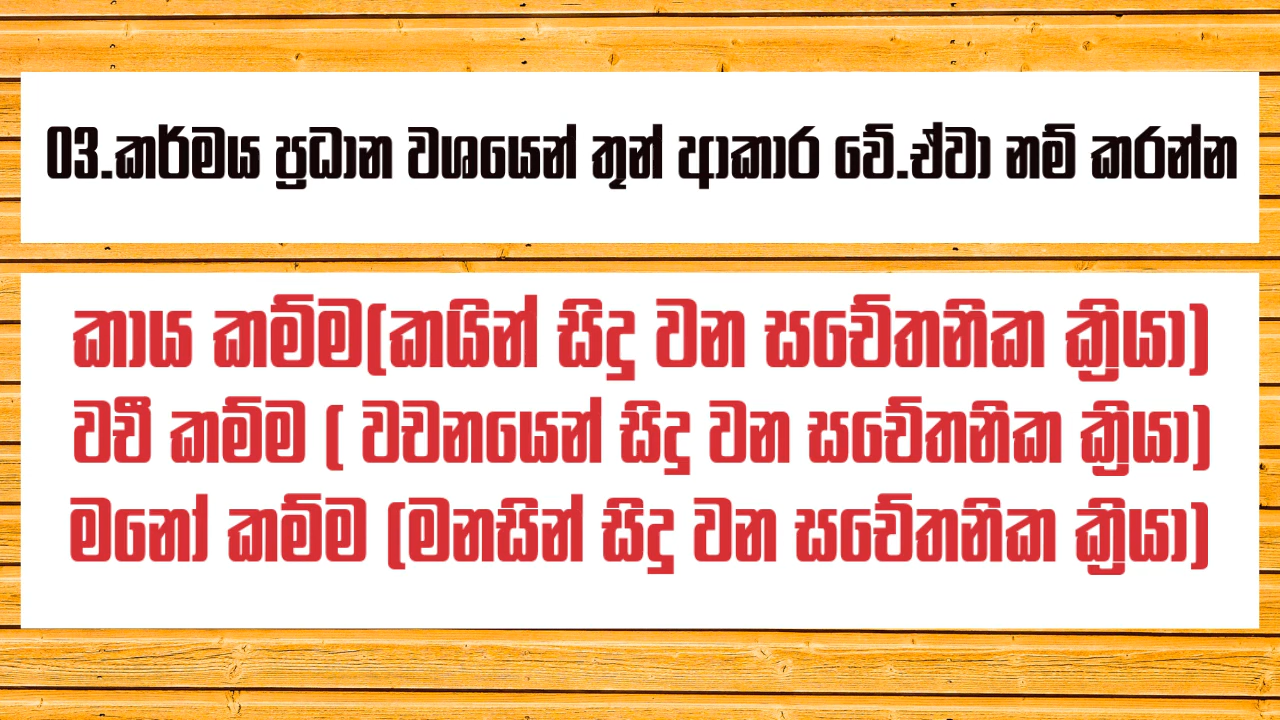 03.කර්මය ප්‍රධාන වශයෙන් තුන් ආකාර වේ.ඒවා නම් කරන්න
කාය කම්ම(කයින් සිදු වන සචේතනික ක්‍රියා)
වචී කම්ම ( වචනයෙන් සිදු වන සචේතනික ක්‍රියා)
මනෝ කම්ම (මනසින් සිදු වන සචේතනික ක්‍රියා)